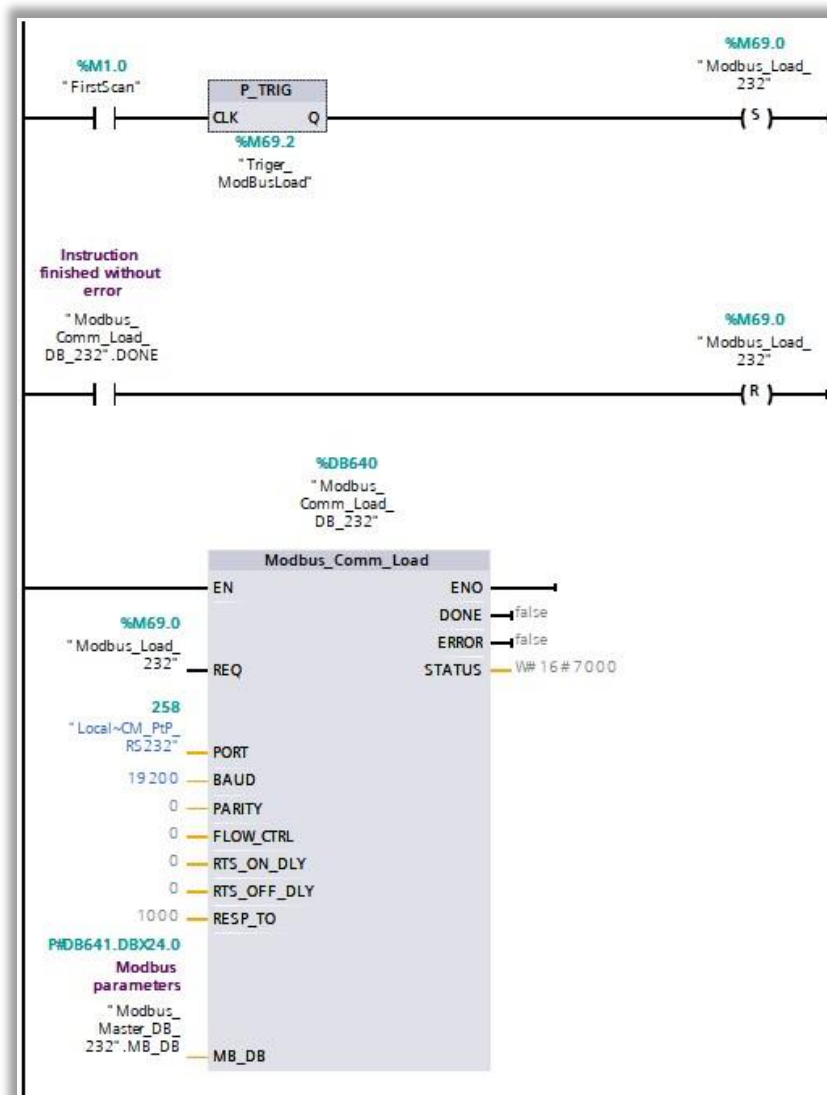 %M1.0
"FirstScan"
P_TRIG
CLK Q
%M69.2
"Triger_
ModBusLoad"
%M69.0
"Modbus_Load_
232"
( S )
Instruction
finished without
error
"Modbus_
Comm_Load_
DB_232".DONE
%M69.0
"Modbus_Load_
232"
( R )
%DB640
"Modbus_
Comm_Load_
DB_232"
Modbus_Comm_Load
EN ENO
DONE false
ERROR false
%M69.0
"Modbus_Load_
232" REQ
STATUS W#16#7000
258
"Local~CM_PtP_
RS232" PORT
19200 BAUD
0 PARITY
0 FLOW_CTRL
0 RTS_ON_DLY
0 RTS_OFF_DLY
1000 RESP_TO
P#DB641.DBX24.0
Modbus
parameters
"Modbus_
Master_DB_
232".MB_DB MB_DB